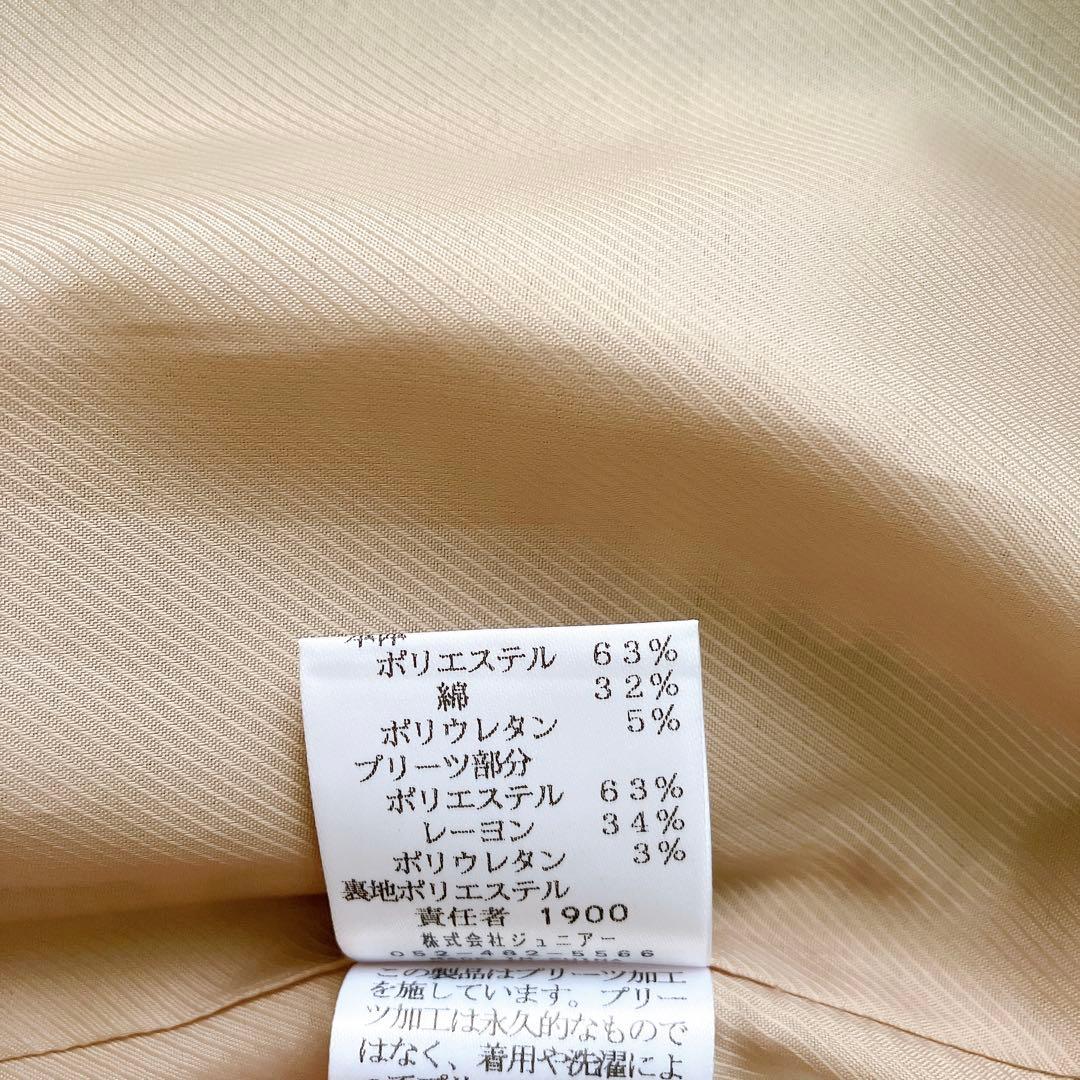 本体
ポリエステル 63%
綿 32%
ポリウレタン 5%
プリーツ部分
ポリエステル 63%
レーヨン 34%
ポリウレタン 3%
裏地ポリエステル
責任者 1900
株式会社ジュニアー
052-482-5566
この製品はプリーツ加工
を施しています。プリー
ツ加工は永久的なもので
はなく、着用や洗濯によ